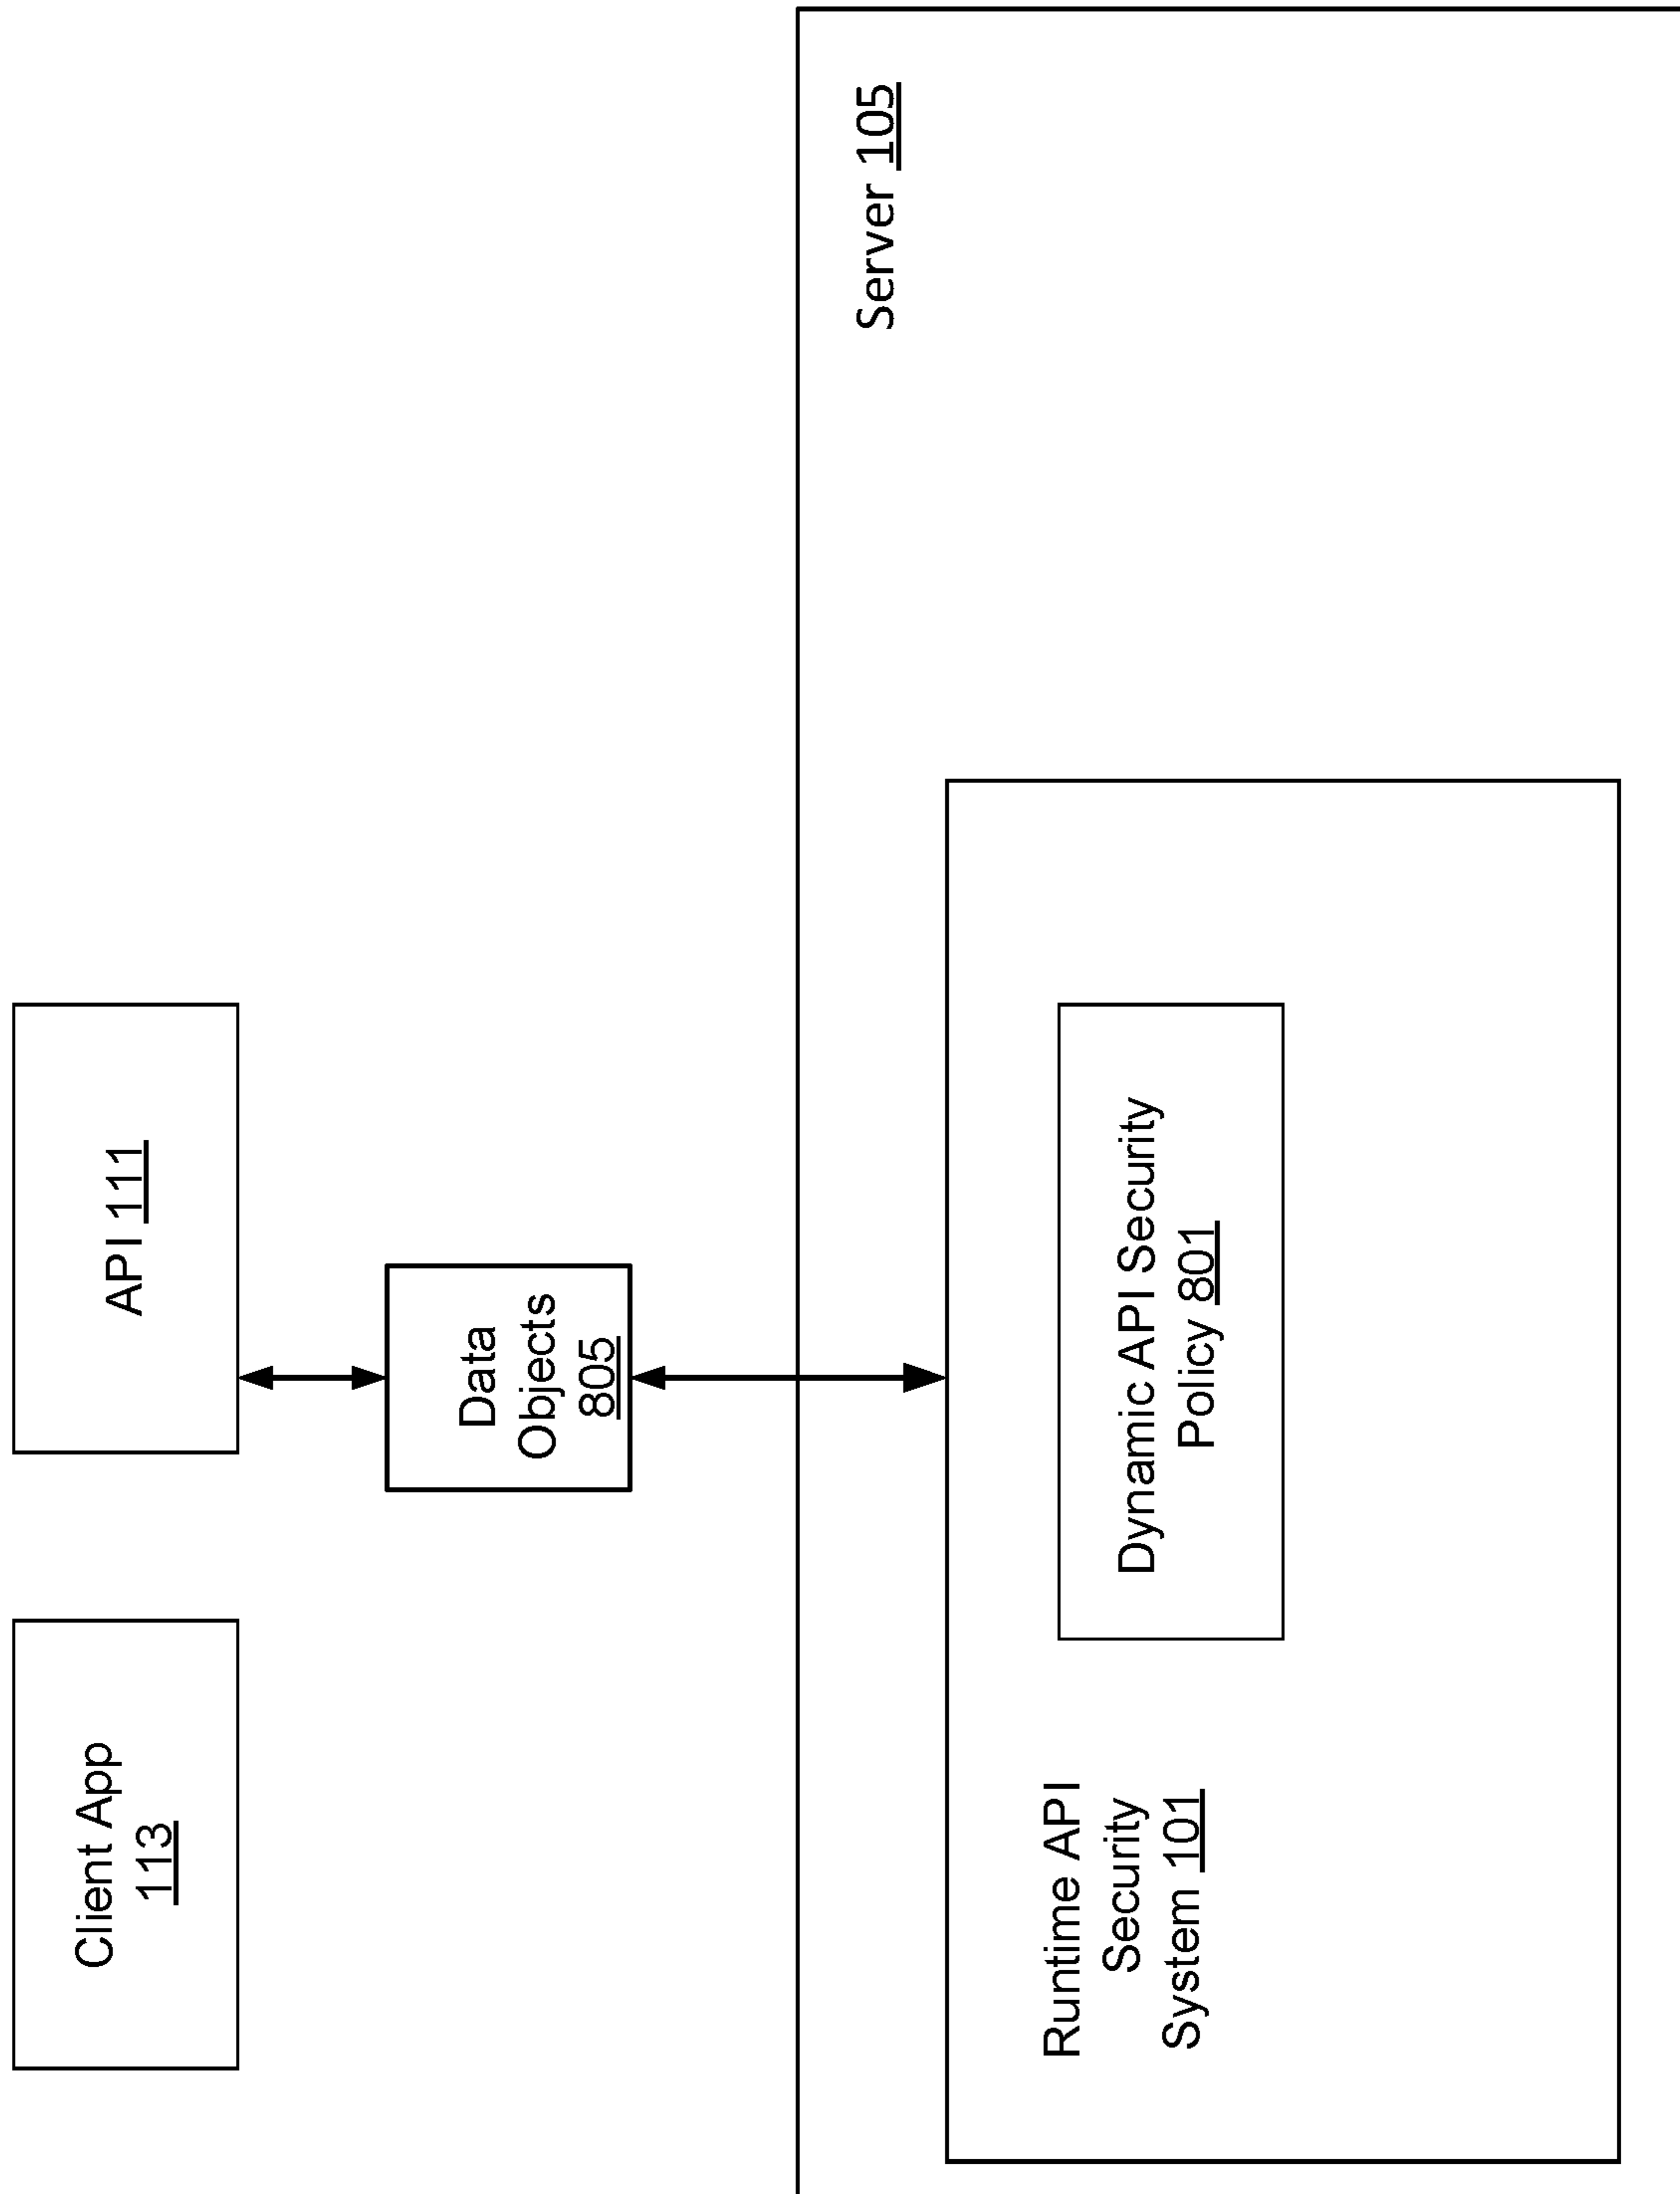 Client App
113
API 111
Data
Objects
805
Server 105
Runtime API
Security
System 101
Dynamic API Security
Policy 801